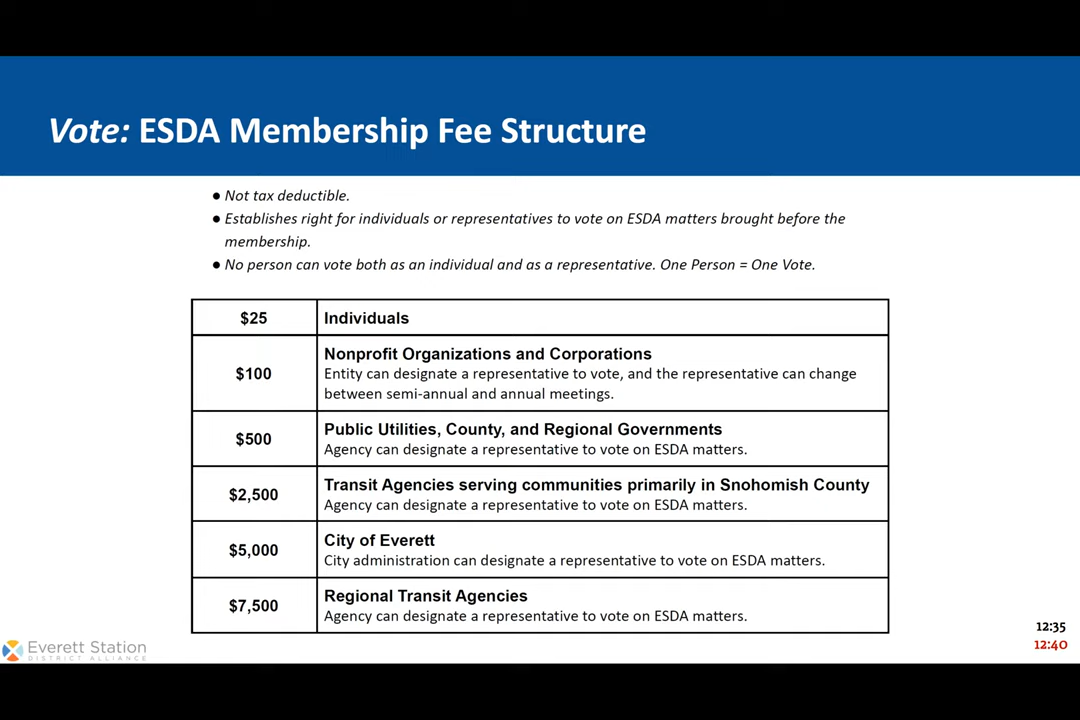 Vote: ESDA Membership Fee Structure
● Not tax deductible.
● Establishes right for individuals or representatives to vote on ESDA matters brought before the
membership.
● No person can vote both as an individual and as a representative. One Person = One Vote.
$25 Individuals
Nonprofit Organizations and Corporations
$100 Entity can designate a representative to vote, and the representative can change
between semi-annual and annual meetings.
Public Utilities, County, and Regional Governments
$500 Agency can designate a representative to vote on ESDA matters.
Transit Agencies serving communities primarily in Snohomish County
$2,500 Agency can designate a representative to vote on ESDA matters.
City of Everett
$5,000 City administration can designate a representative to vote on ESDA matters.
Regional Transit Agencies
$7,500 Agency can designate a representative to vote on ESDA matters.
12:35
12:40
Everett Station
DISTRICT ALLIANCE